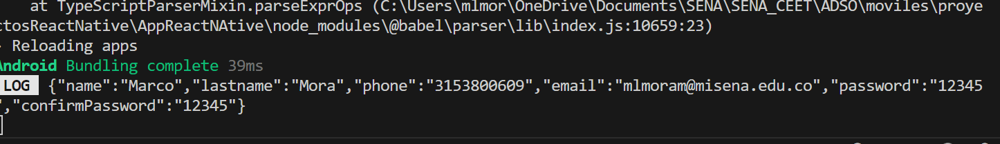 at TypeScriptParserMixin.parseExprOps (C:\Users\mlmor\OneDrive\Documents\SENA\SENA_CEET\ADSO\moviles\proye
ctosReactNative\AppReactNAtive\node_modules\@babel\parser\lib\index.js:10659:23)
Reloading apps
Android Bundling complete 39ms
LOG {"name":"Marco","lastname":"Mora","phone":"3153800609","email":"mlmoram@misena.edu.co","password":"12345
","confirmPassword":"12345"}